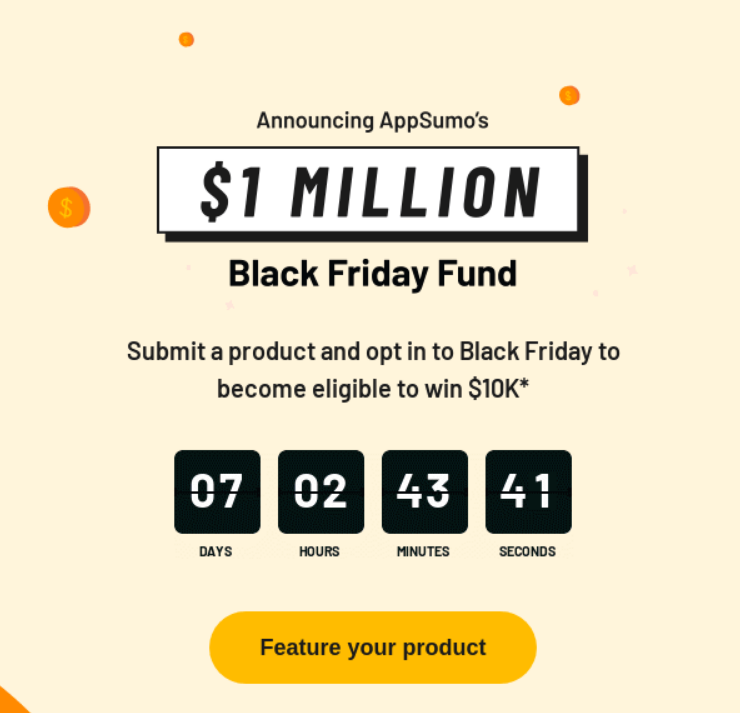 Announcing AppSumo’s
$1 MILLION
Black Friday Fund
Submit a product and opt in to Black Friday to
become eligible to win $10K*
07 02 43 41
DAYS HOURS MINUTES SECONDS
Feature your product